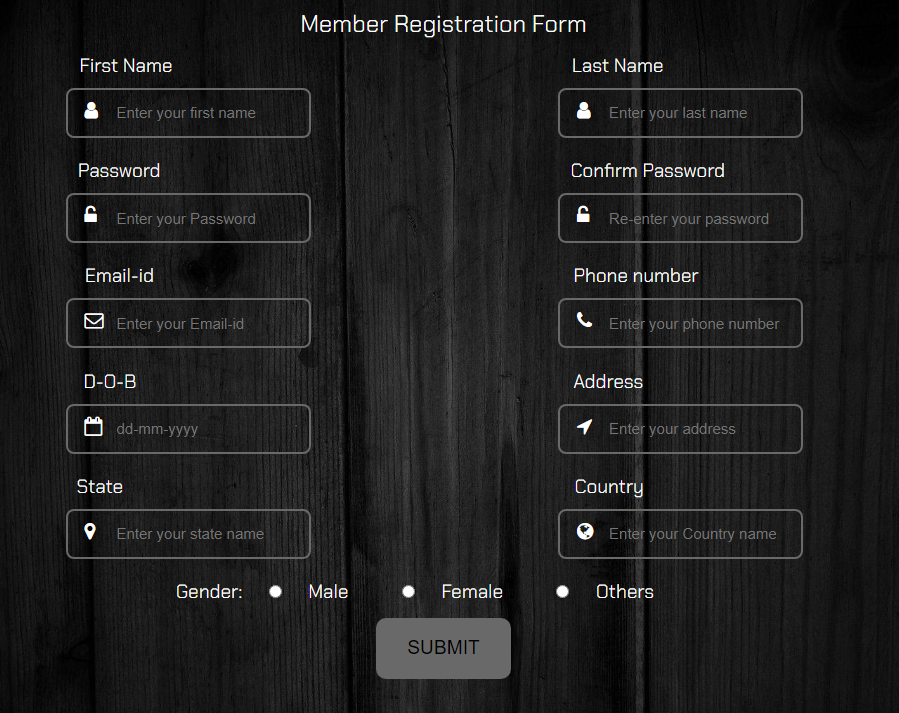 Member Registration Form
First Name Last Name
Enter your first name Enter your last name
Password Confirm Password
Enter your Password Re-enter your password
Email-id Phone number
Enter your Email-id Enter your phone number
D-O-B Address
dd-mm-yyyy Enter your address
State Country
Enter your state name Enter your Country name
Gender: Male Female Others
SUBMIT